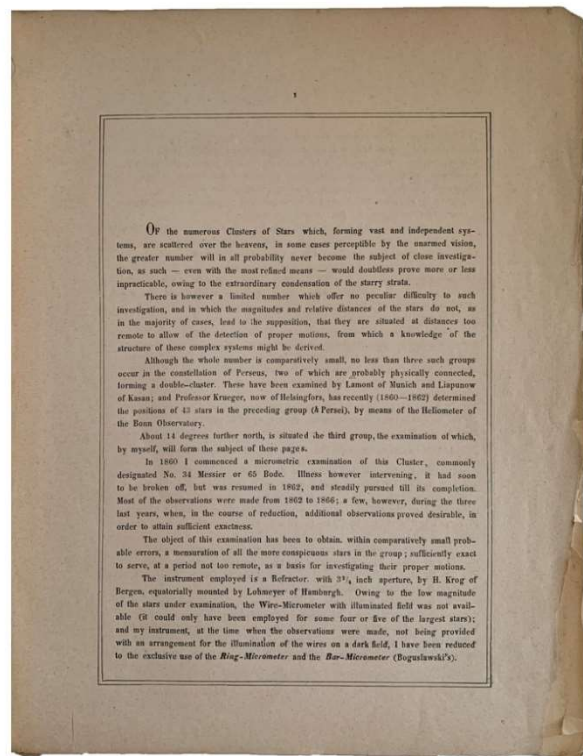 1
OF the numerous Clusters of Stars which, forming vast and independent sys-
tems, are scattered over the heavens, in some cases perceptible by the unarmed vision,
the greater number will in all probability never become the subject of close investiga-
tion, as such — even with the most refined means — would doubtless prove more or less
inpracticable, owing to the extraordinary condensation of the starry strata.
There is however a limited number which offer no peculiar difficulty to such
investigation, and in which the magnitudes and relative distances of the stars do not, as
in the majority of cases, lead to the supposition, that they are situated at distances too
remote to allow of the detection of proper motions, from which a knowledge of the
structure of these complex systems might be derived.
Although the whole number is comparatively small, no less than three such groups
occur in the constellation of Perseus, two of which are probably physically connected,
forming a double-cluster. These have been examined by Lamont of Munich and Liapunow
of Kasan; and Professor Krueger, now of Helsingfors, has recently (1860—1862) determined
the positions of 43 stars in the preceding group (h Persei), by means of the Heliometer of
the Bonn Observatory.
About 14 degrees further north, is situated the third group, the examination of which,
by myself, will form the subject of these pages.
In 1860 I commenced a micrometric examination of this Cluster, commonly
designated No. 34 Messier or 65 Bode. Illness however intervening, it had soon
to be broken off, but was resumed in 1862, and steadily pursued till its completion.
Most of the observations were made from 1862 to 1866; a few, however, during the three
last years, when, in the course of reduction, additional observations proved desirable, in
order to attain sufficient exactness.
The object of this examination has been to obtain, within comparatively small prob-
able errors, a mensuration of all the more conspicuous stars in the group; sufficiently exact
to serve, at a period not too remote, as a basis for investigating their proper motions.
The instrument employed is a Refractor, with 3¾ inch aperture, by H. Krog of
Bergen, equatorially mounted by Lohmeyer of Hamburgh. Owing to the low magnitude
of the stars under examination, the Wire-Micrometer with illuminated field was not avail-
able (it could only have been employed for some four or five of the largest stars);
and my instrument, at the time when the observations were made, not being provided
with an arrangement for the illumination of the wires on a dark field, I have been reduced
to the exclusive use of the Ring-Micrometer and the Bar-Micrometer (Boguslawski's).